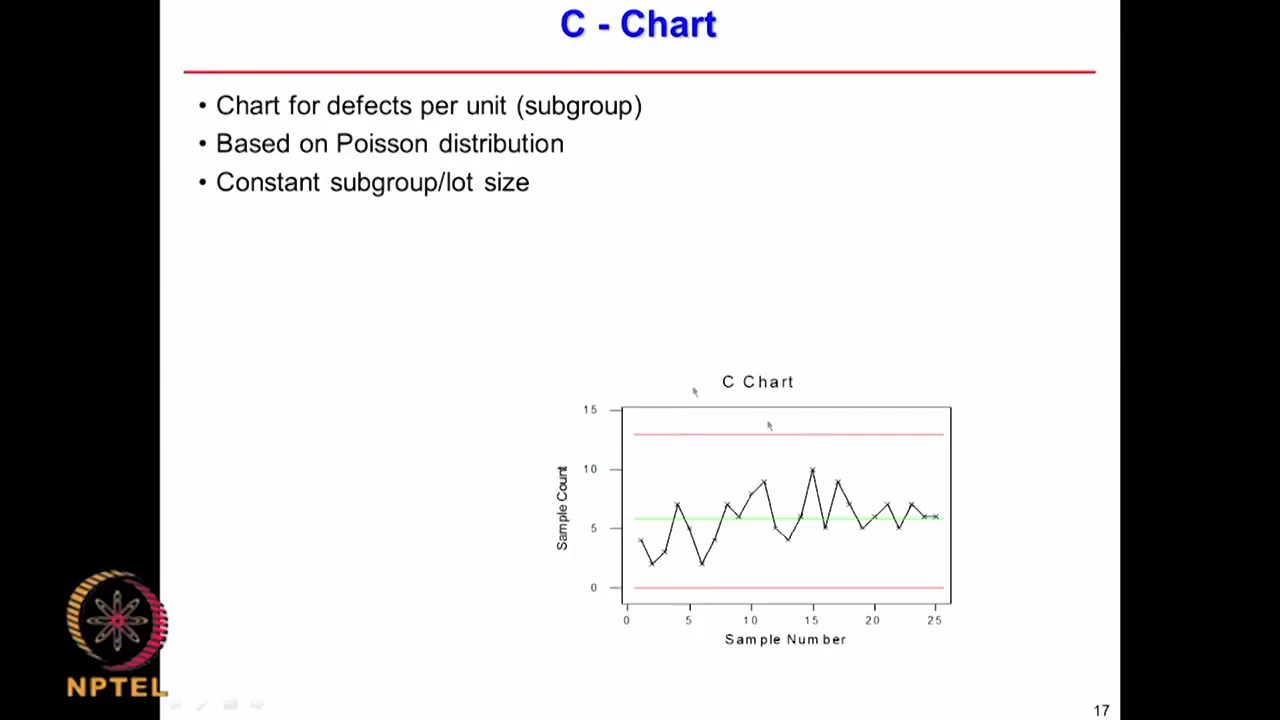 C - Chart
• Chart for defects per unit (subgroup)
• Based on Poisson distribution
• Constant subgroup/lot size
C Chart
15
10
5
0
Sample Count
0 5 10 15 20 25
Sample Number
NPTEL
17